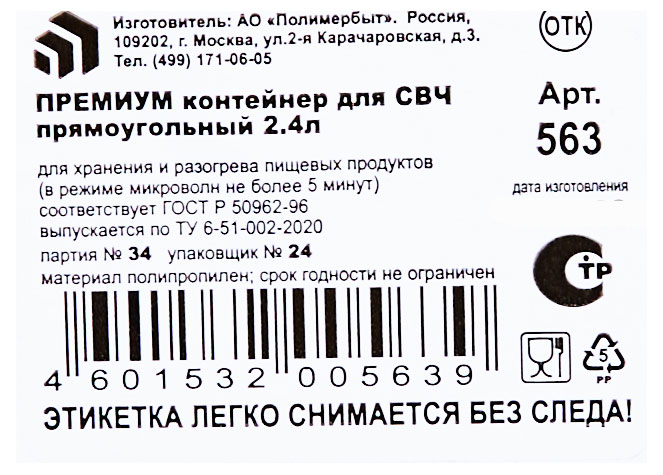 Изготовитель: АО «Полимербыт». Россия,
109202, г. Москва, ул.2-я Карачаровская, д.3.
Тел. (499) 171-06-05
ОТК
ПРЕМИУМ контейнер для СВЧ
прямоугольный 2.4л
Арт.
563
для хранения и разогрева пищевых продуктов
(в режиме микроволн не более 5 минут)
соответствует ГОСТ Р 50962-96
выпускается по ТУ 6-51-002-2020
дата изготовления
партия № 34 упаковщик № 24
материал полипропилен; срок годности не ограничен
СТР
4 601532 005639
5
PP
ЭТИКЕТКА ЛЕГКО СНИМАЕТСЯ БЕЗ СЛЕДА!